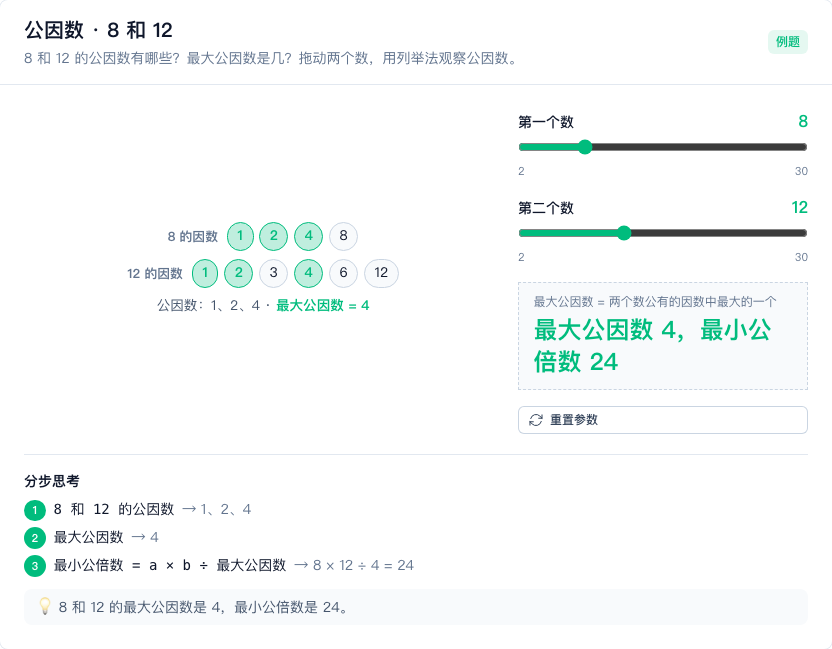 公因数 · 8 和 12
8 和 12 的公因数有哪些？最大公因数是几？拖动两个数，用列举法观察公因数。
例题
8 的因数 1 2 4 8
12 的因数 1 2 3 4 6 12
公因数：1、2、4 · 最大公因数 = 4
第一个数 8
2 30
第二个数 12
2 30
最大公因数 = 两个数公有的因数中最大的一个
最大公因数 4，最小公
倍数 24
重置参数
分步思考
1 8 和 12 的公因数 → 1、2、4
2 最大公因数 → 4
3 最小公倍数 = a × b ÷ 最大公因数 → 8 × 12 ÷ 4 = 24
8 和 12 的最大公因数是 4，最小公倍数是 24。